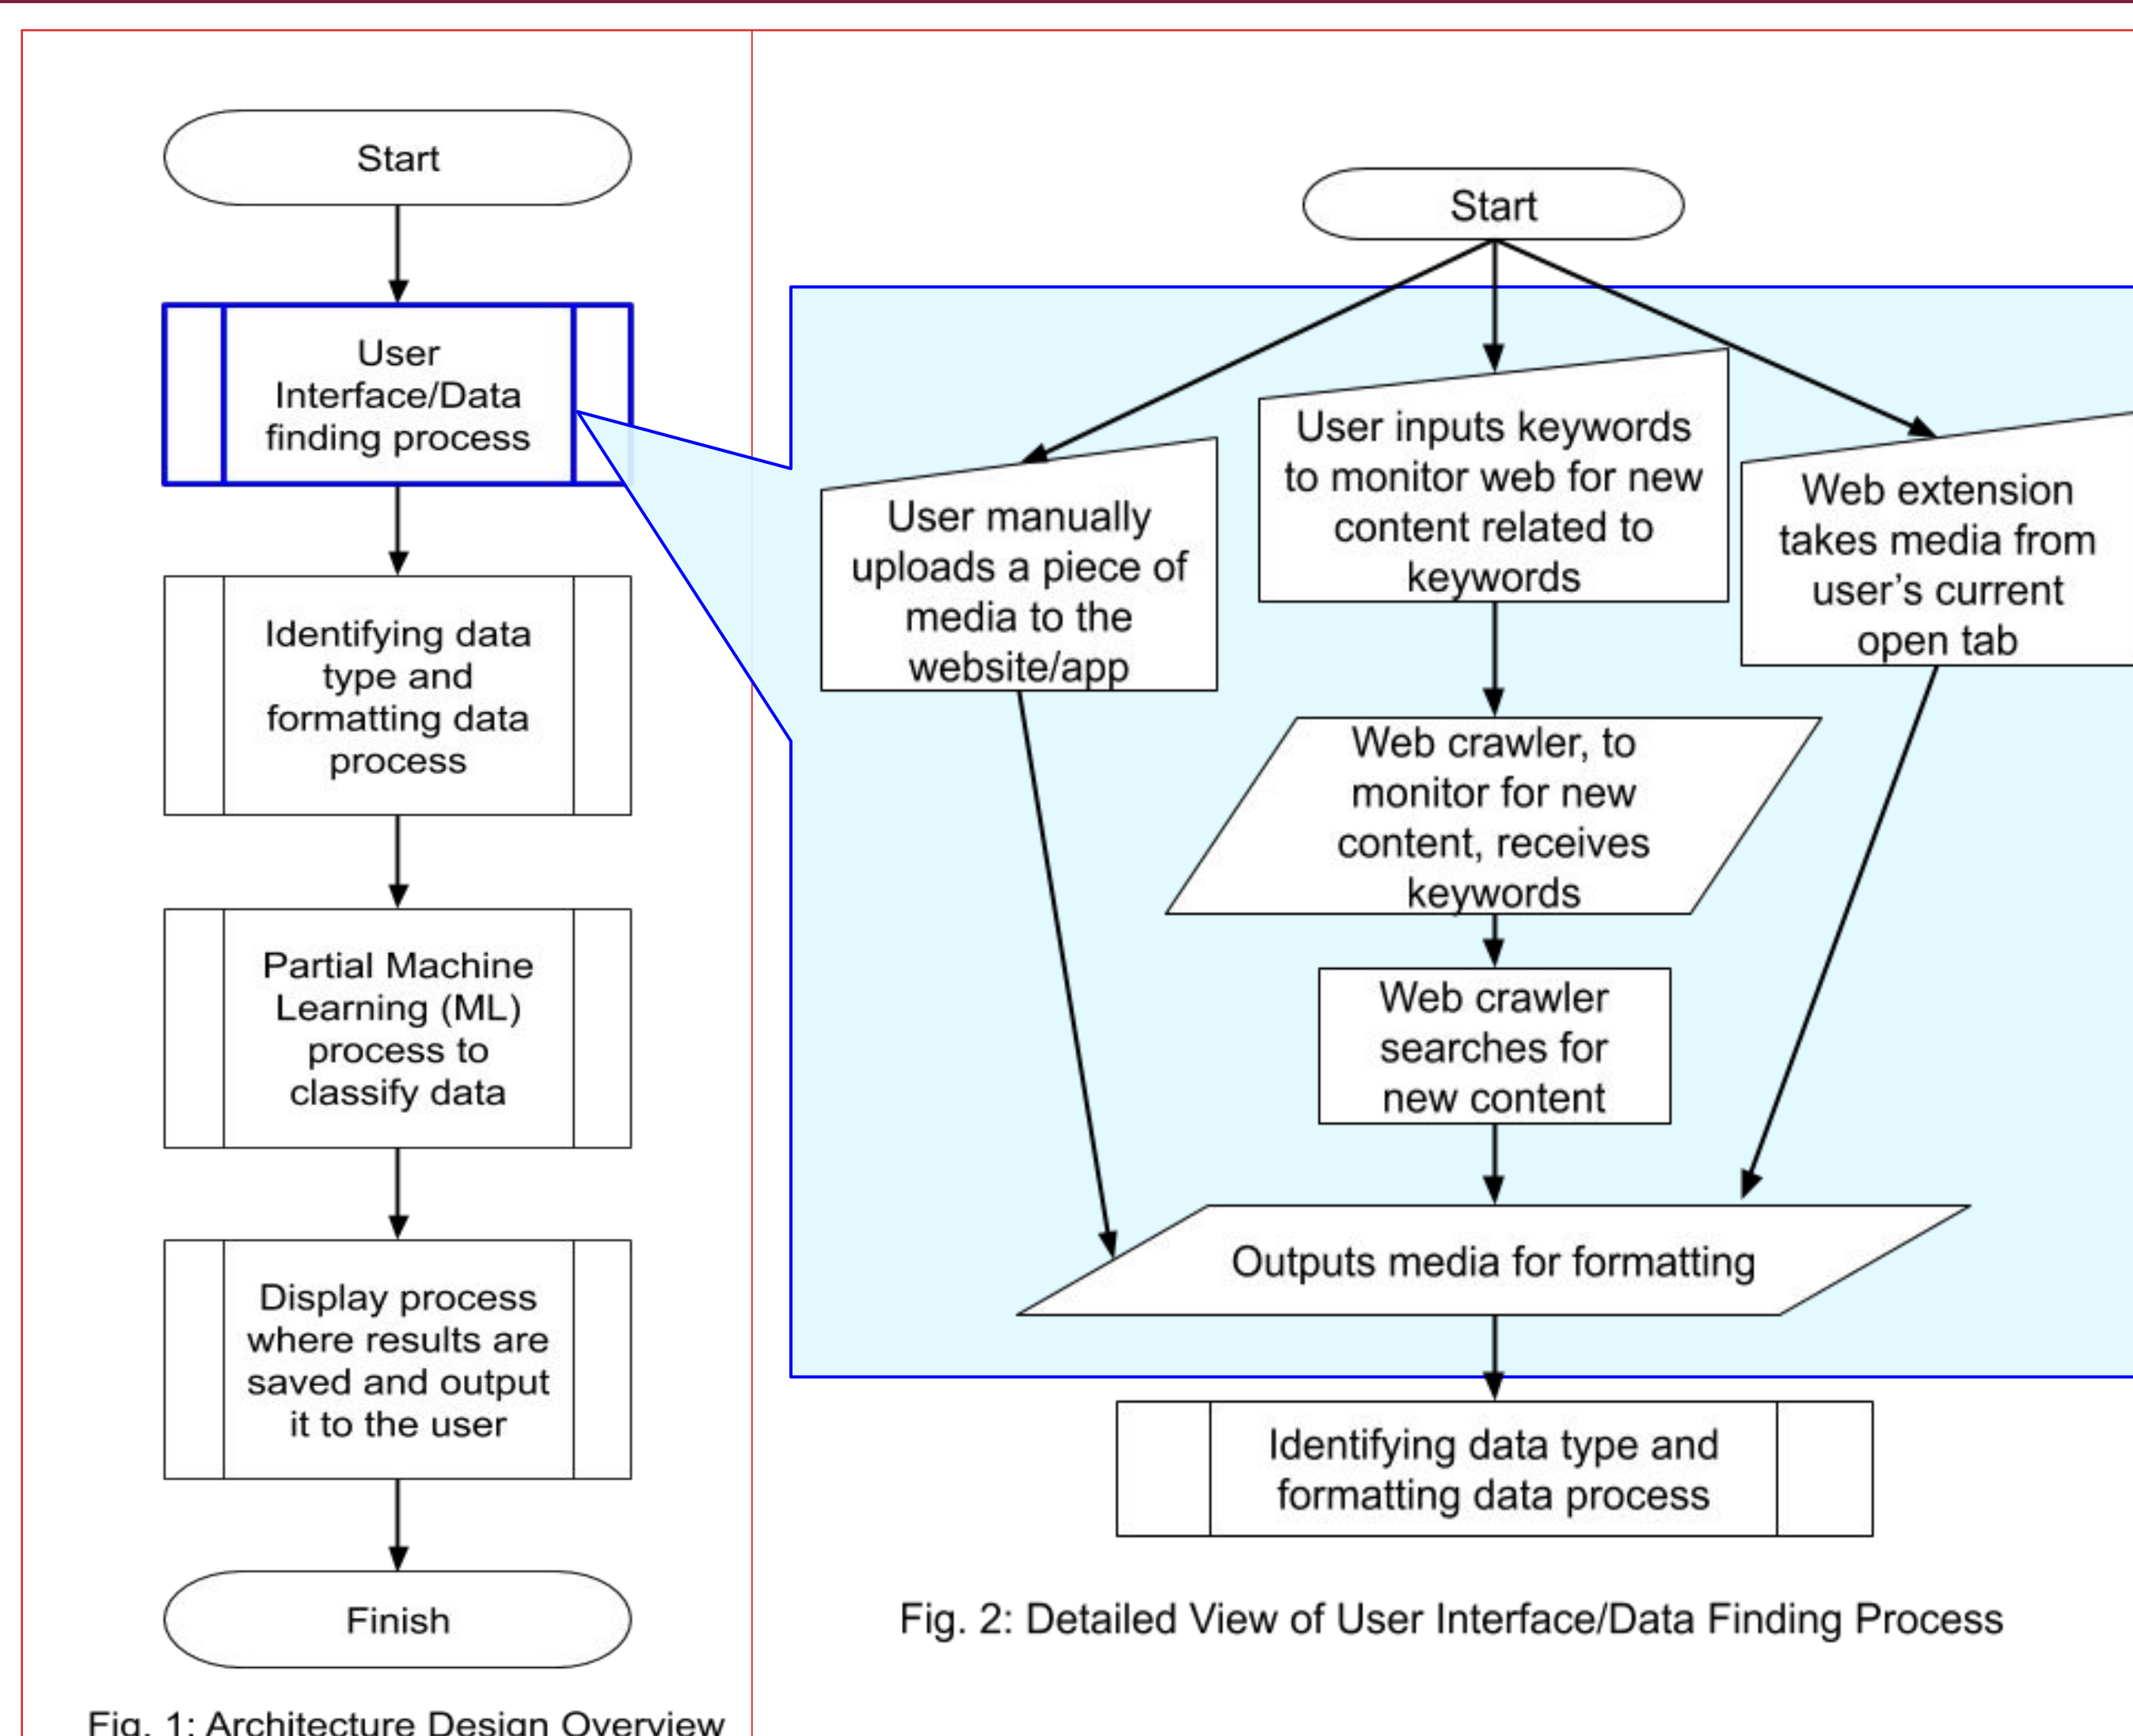 Start
User
Interface/Data
finding process
Identifying data
type and
formatting data
process
Partial Machine
Learning (ML)
process to
classify data
Display process
where results are
saved and output
it to the user
Finish
Fig. 1: Architecture Design Overview
Start
User manually
uploads a piece of
media to the
website/app
User inputs keywords
to monitor web for new
content related to
keywords
Web extension
takes media from
user’s current
open tab
Web crawler, to
monitor for new
content, receives
keywords
Web crawler
searches for
new content
Outputs media for formatting
Identifying data type and
formatting data process
Fig. 2: Detailed View of User Interface/Data Finding Process